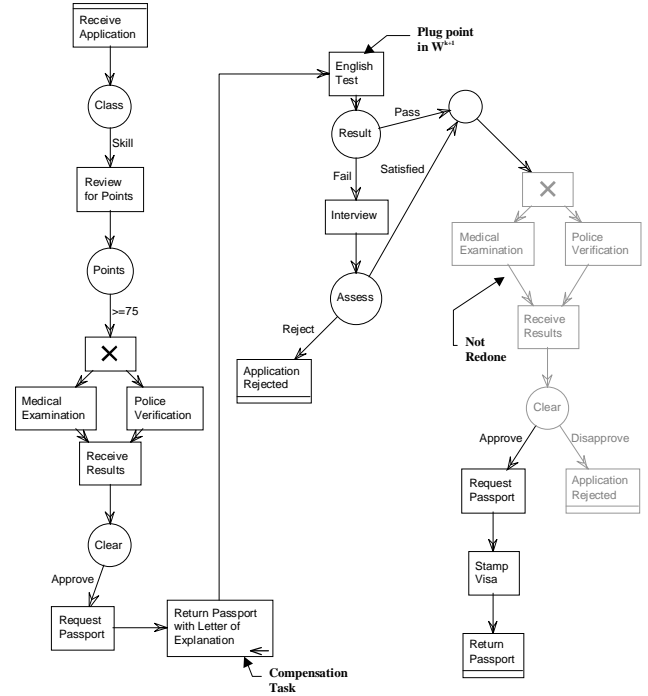 Receive
Application
Class
Skill
Review
for Points
Points
>=75
Medical
Examination
Police
Verification
Receive
Results
Clear
Approve
Request
Passport
Return Passport
with Letter of
Explanation
Compensation
Task
Plug point
in Wᵏ⁺¹
English
Test
Result
Pass
Fail
Satisfied
Interview
Assess
Reject
Application
Rejected
Medical
Examination
Police
Verification
Not
Redone
Receive
Results
Clear
Approve
Disapprove
Request
Passport
Application
Rejected
Stamp
Visa
Return
Passport